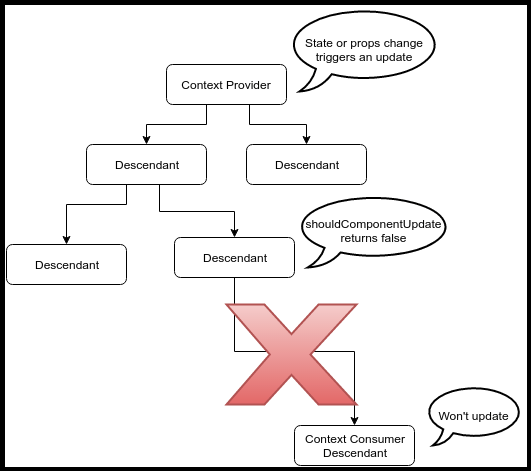 State or props change
triggers an update
Context Provider
Descendant
Descendant
shouldComponentUpdate
returns false
Descendant
Descendant
Won't update
Context Consumer
Descendant